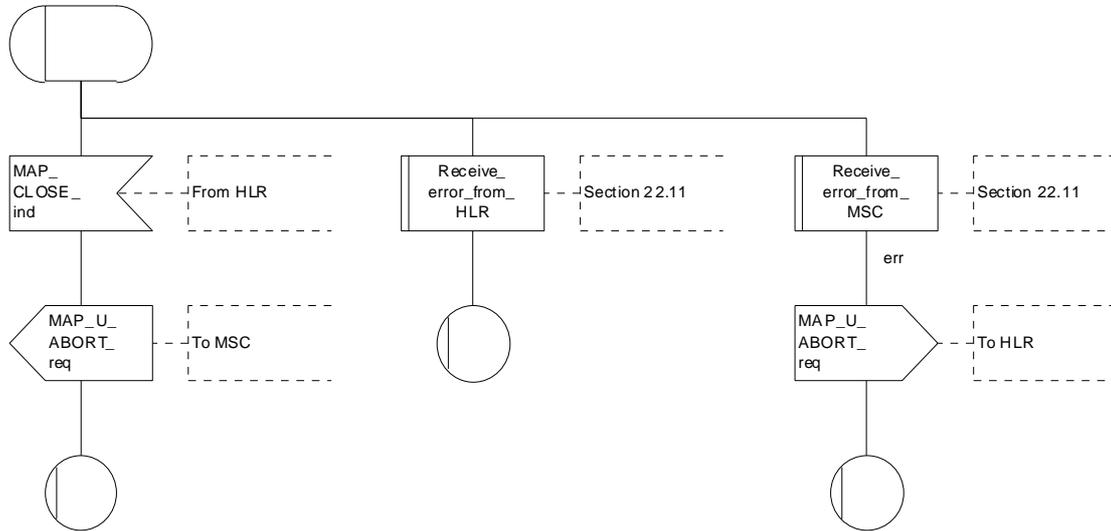 MAP_
CLOSE_
ind
From HLR
Receive_
error_from_
HLR
Section 22.11
Receive_
error_from_
MSC
Section 22.11
err
MAP_U_
ABORT_
req
To MSC
MAP_U_
ABORT_
req
To HLR